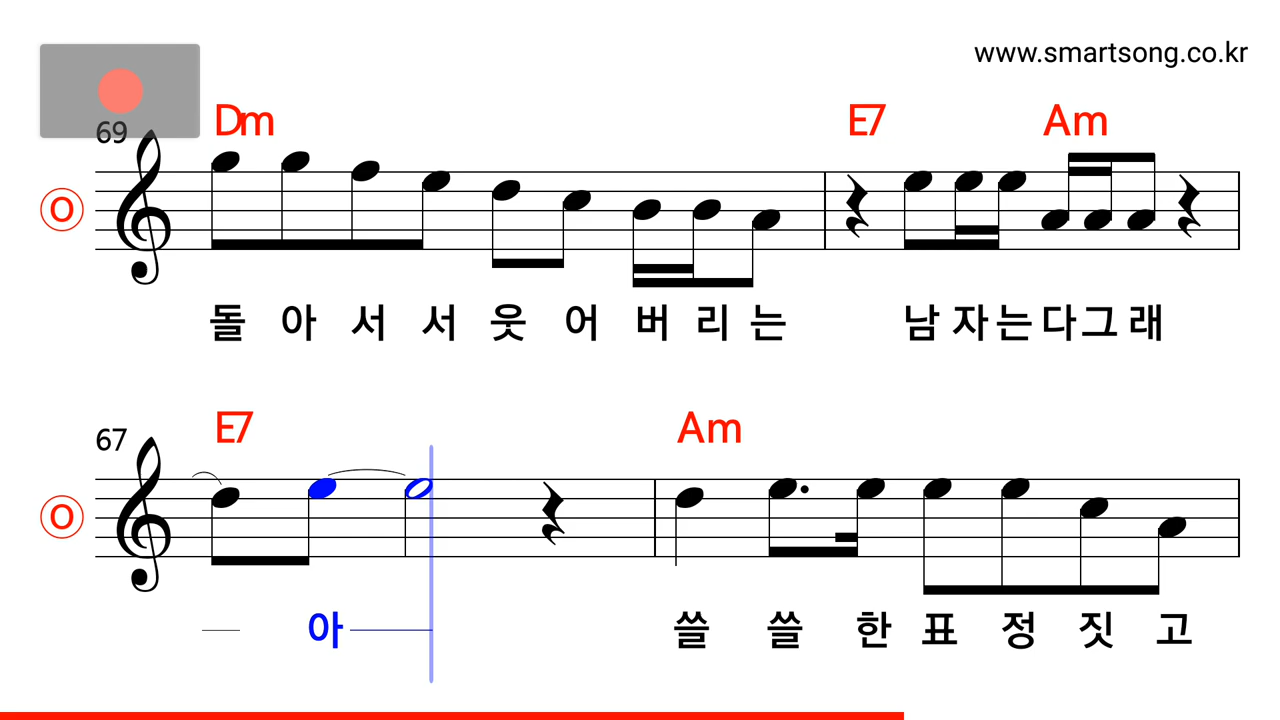 www.smartsong.co.kr
69 Dm E7 Am
O
돌 아 서 서 웃 어 버 리 는 남 자 는 다 그 래
67 E7 Am
O
아 쓸 쓸 한 표 정 짓 고